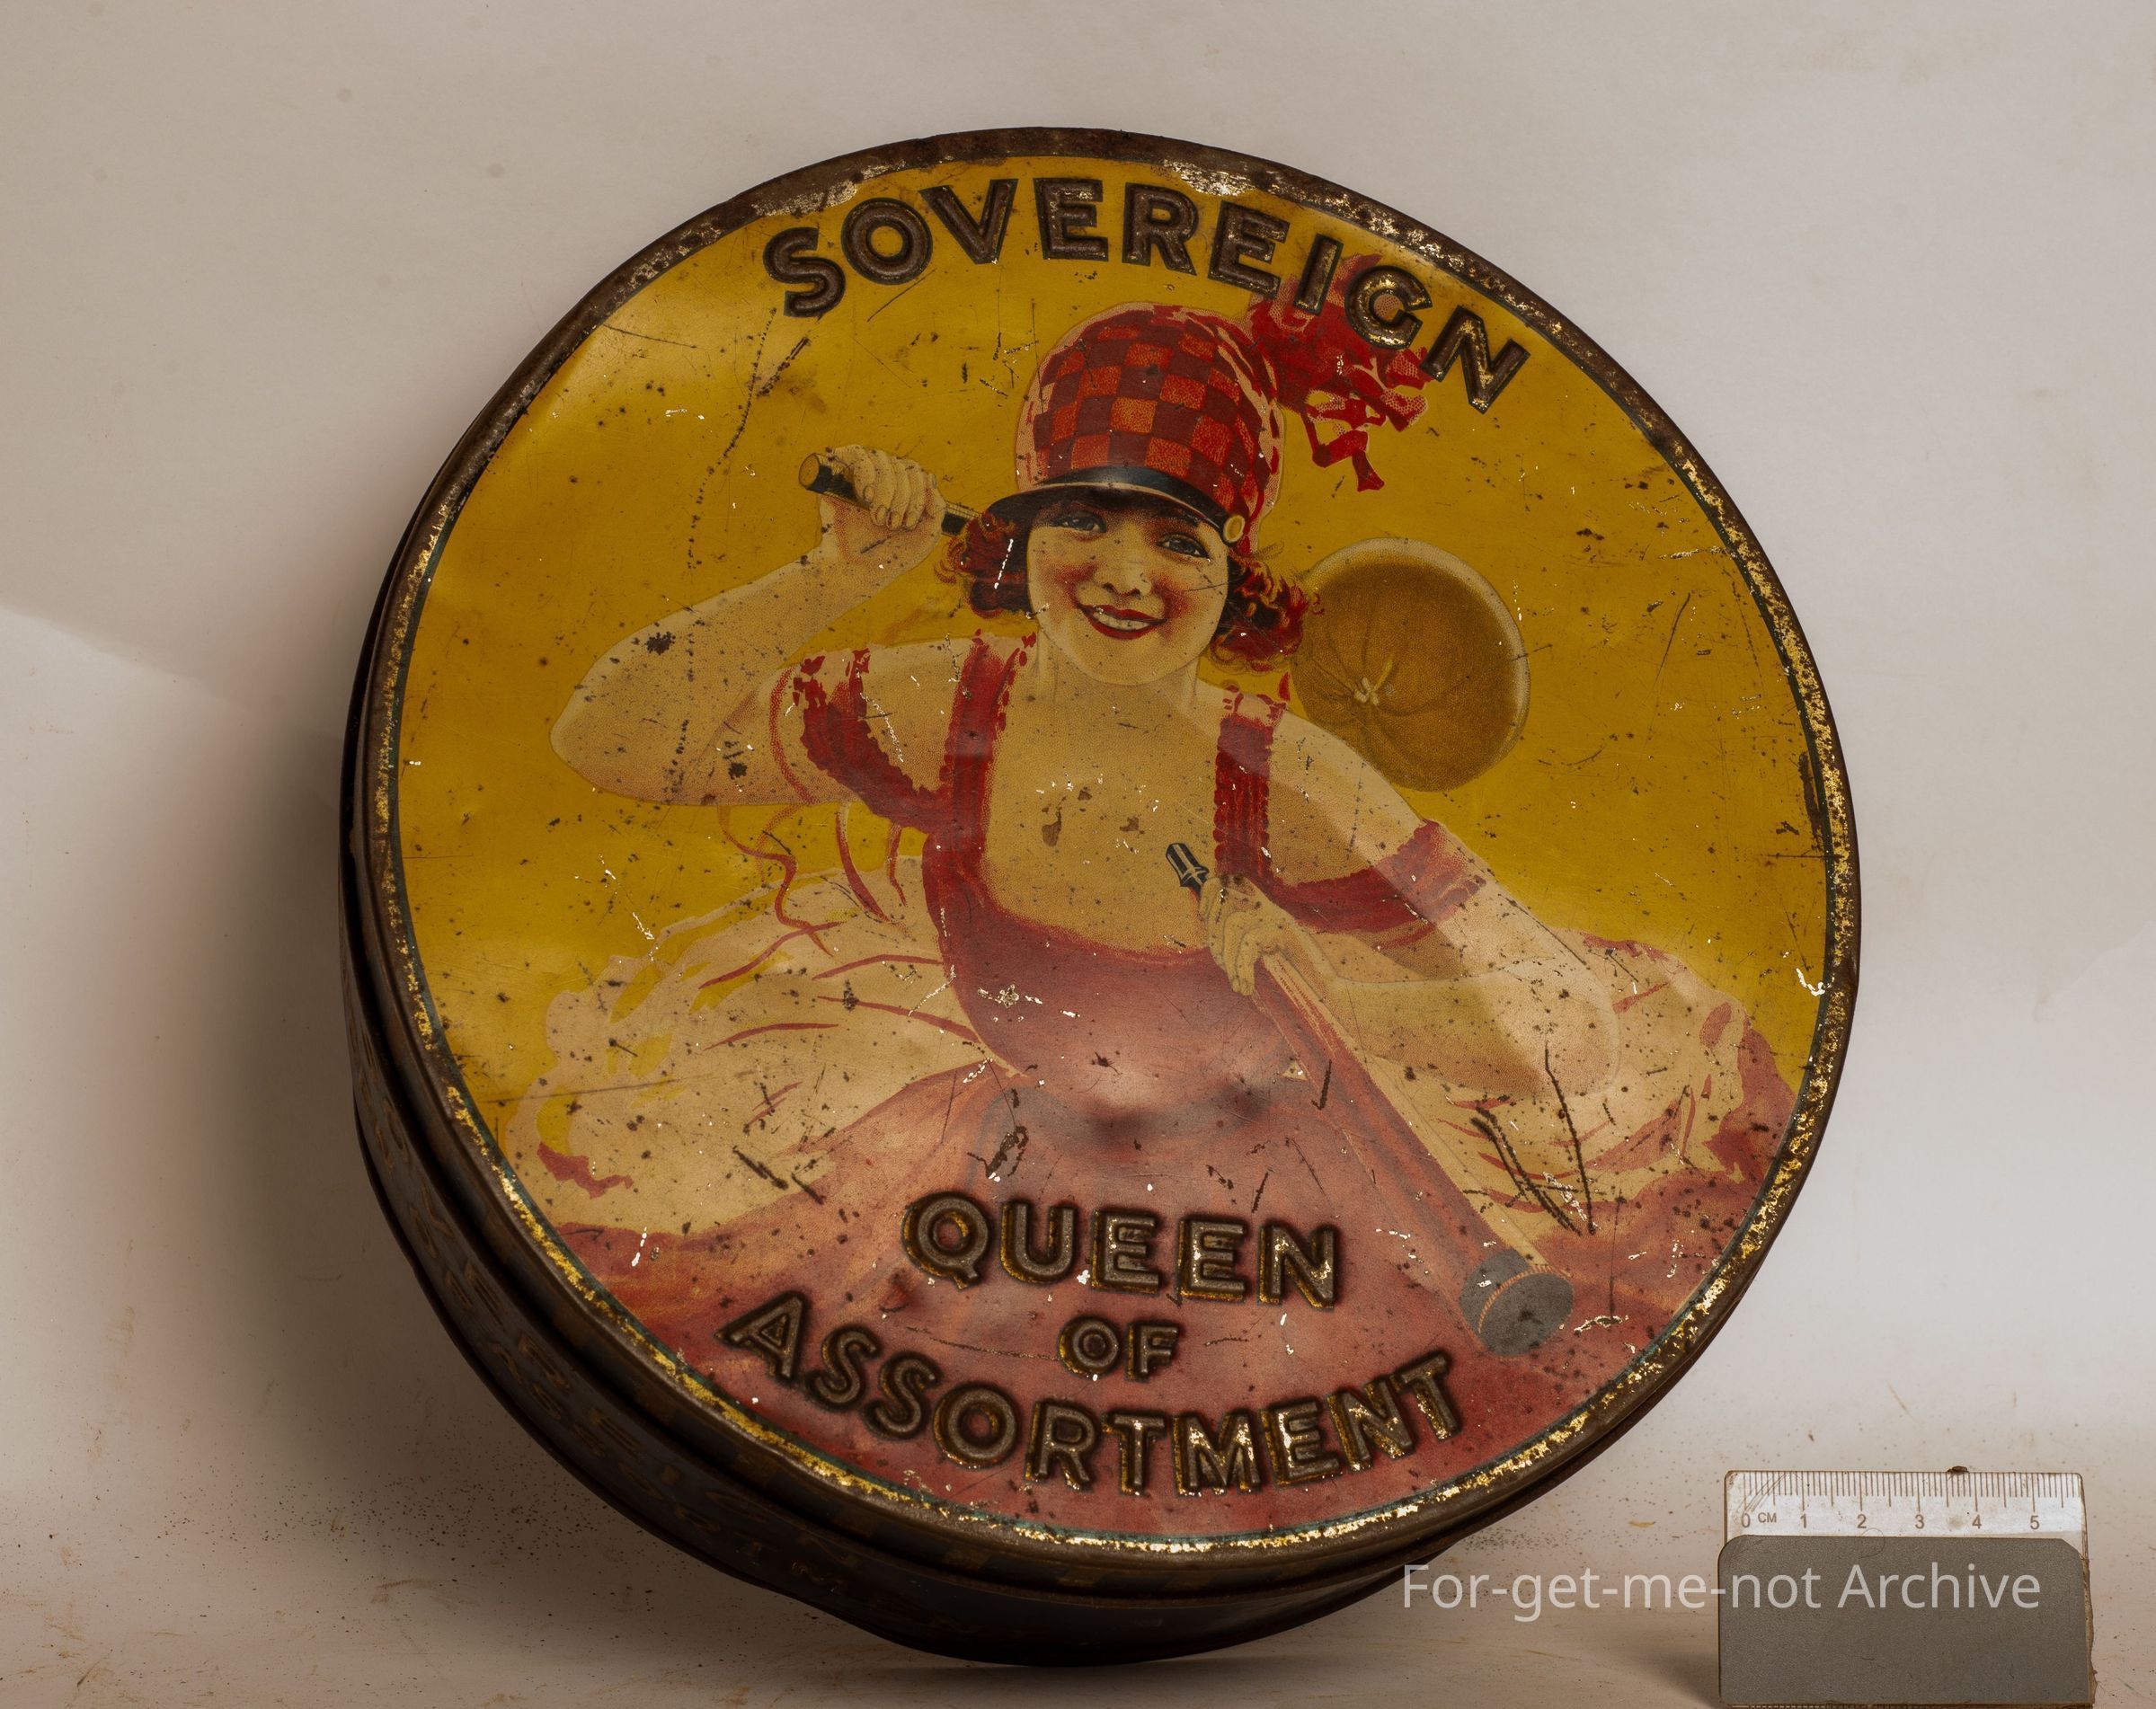 SOVEREIGN
QUEEN
OF
ASSORTMENT
0 CM 1 2 3 4 5
For-get-me-not Archive